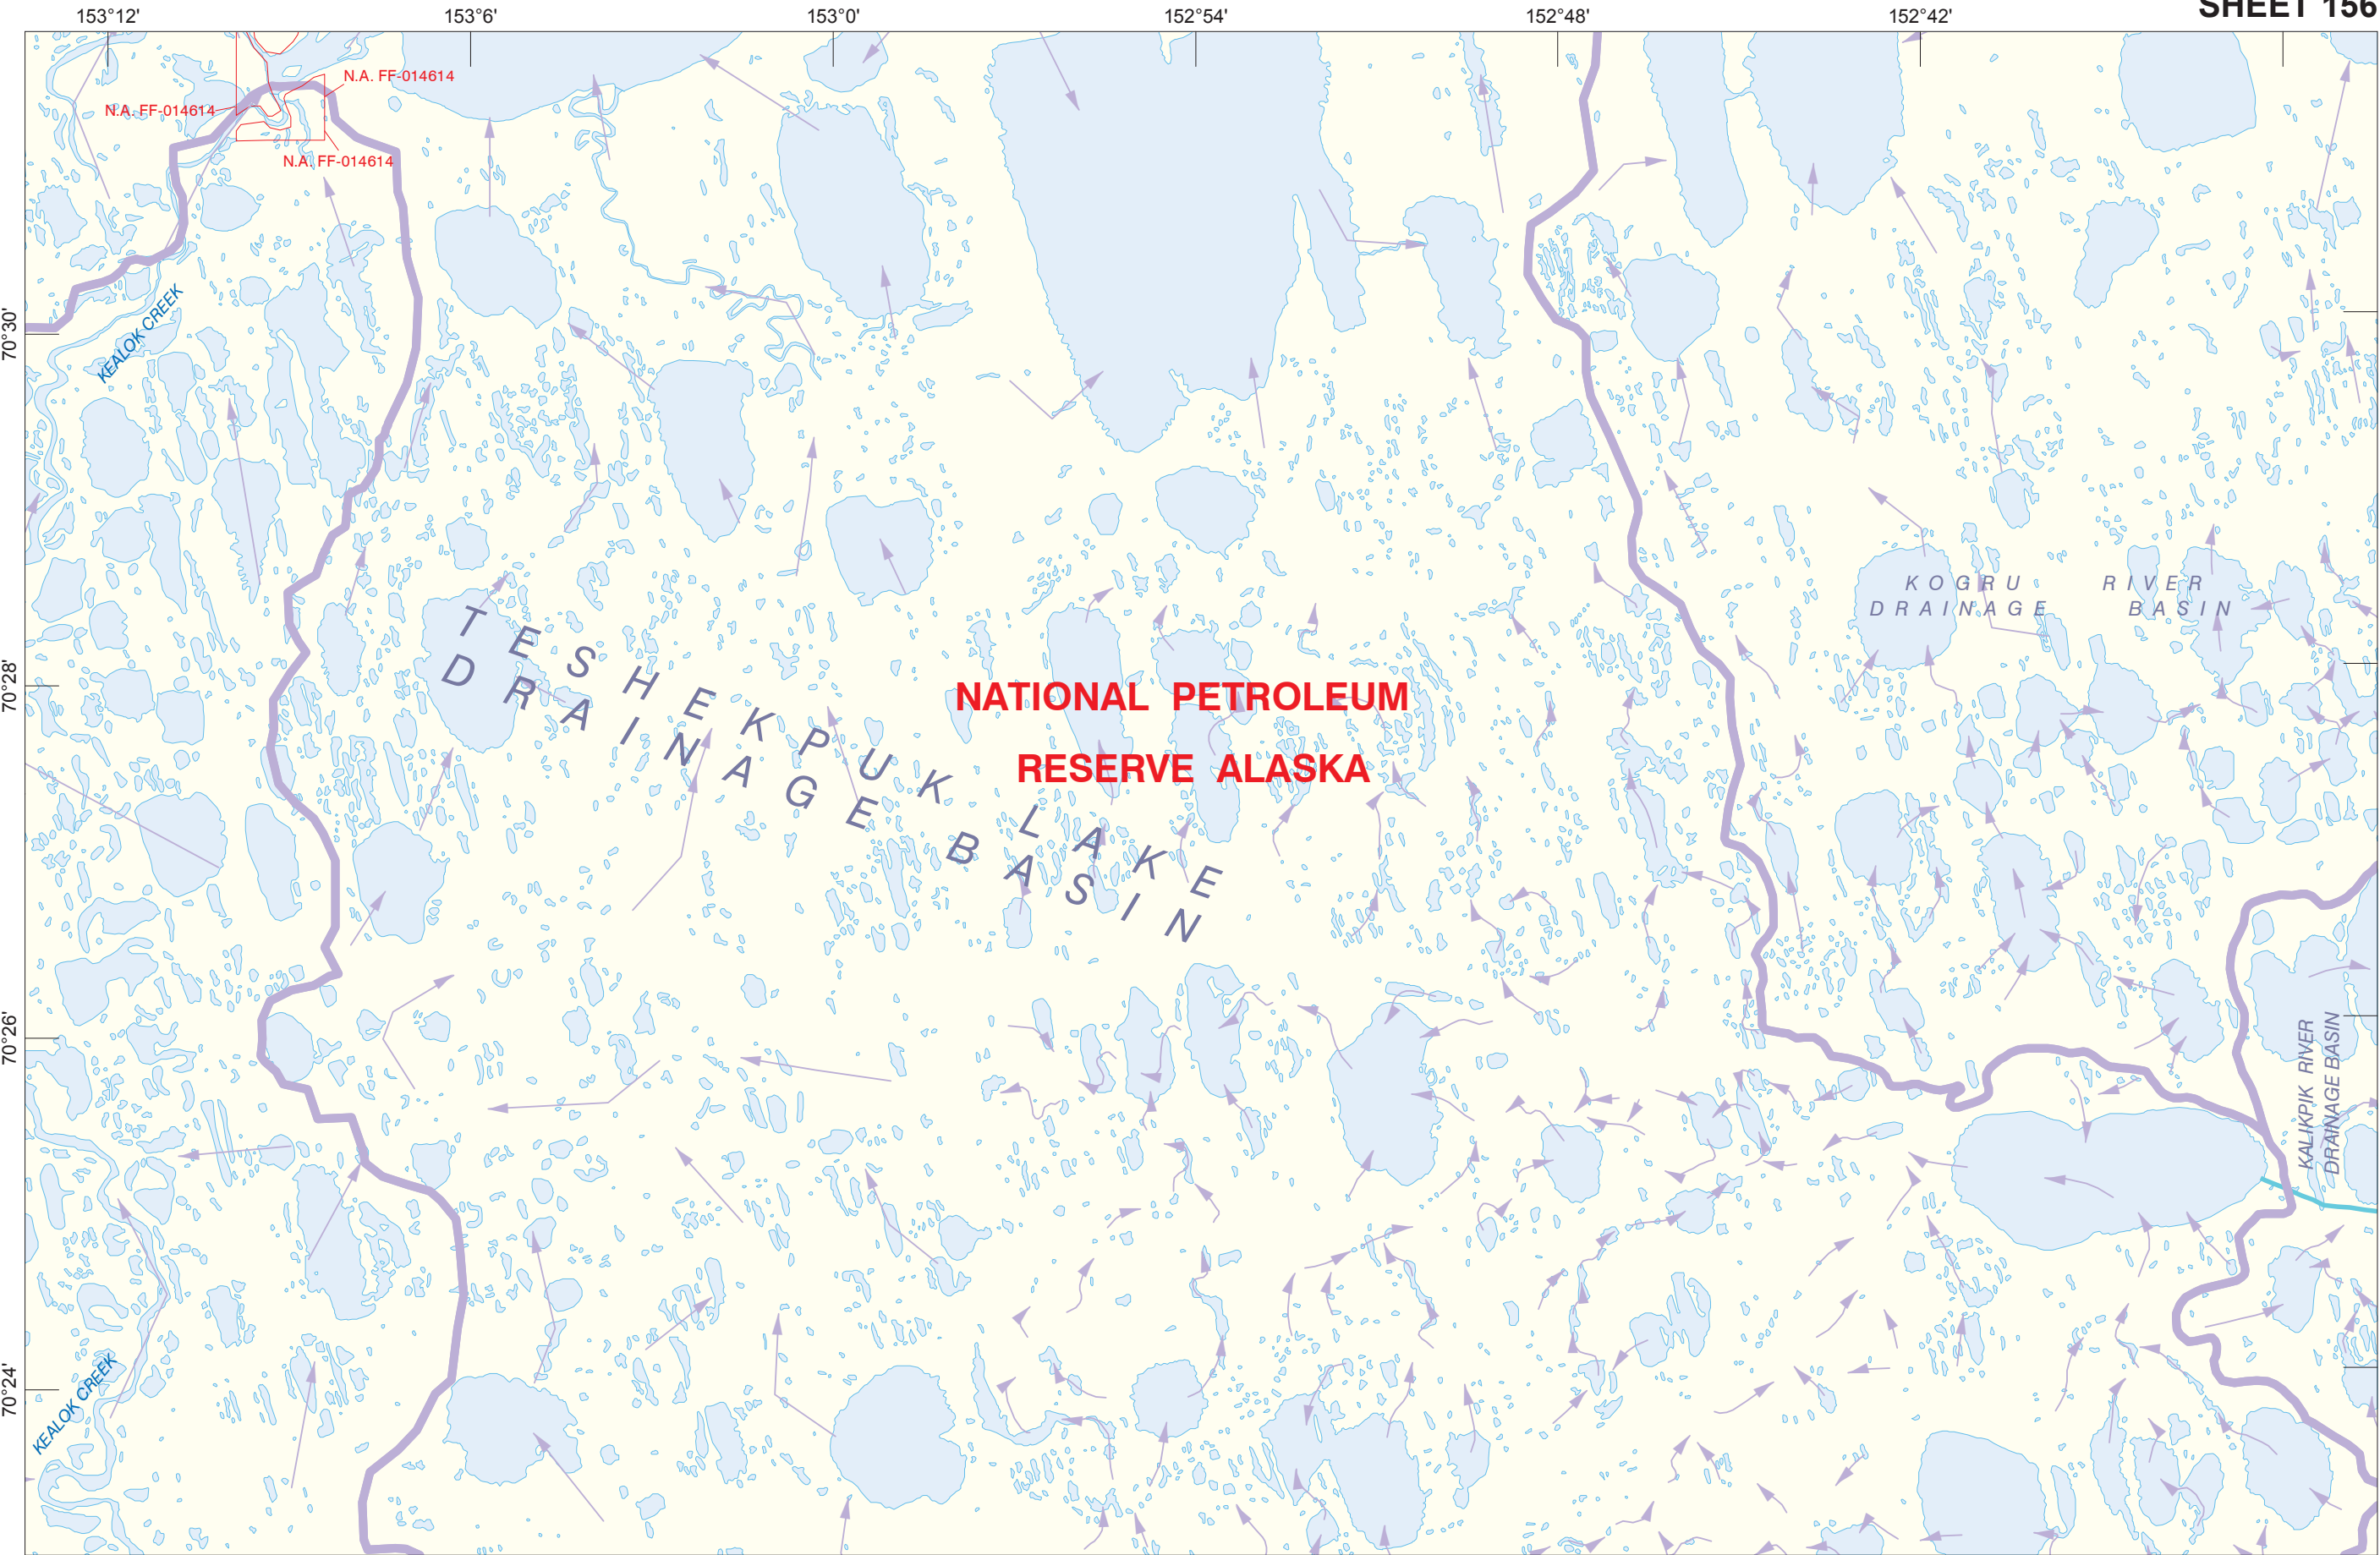 SHEET 156
153°12'
153°6'
153°0'
152°54'
152°48'
152°42'
N.A. FF-014614
N.A. FF-014614
N.A. FF-014614
70°30'
KEALOK CREEK
KOGRU RIVER
DRAINAGE BASIN
TESHEKPUK LAKE
DRAINAGE BASIN
70°28'
NATIONAL PETROLEUM
RESERVE ALASKA
70°26'
KALIKPIK RIVER
DRAINAGE BASIN
70°24'
KEALOK CREEK